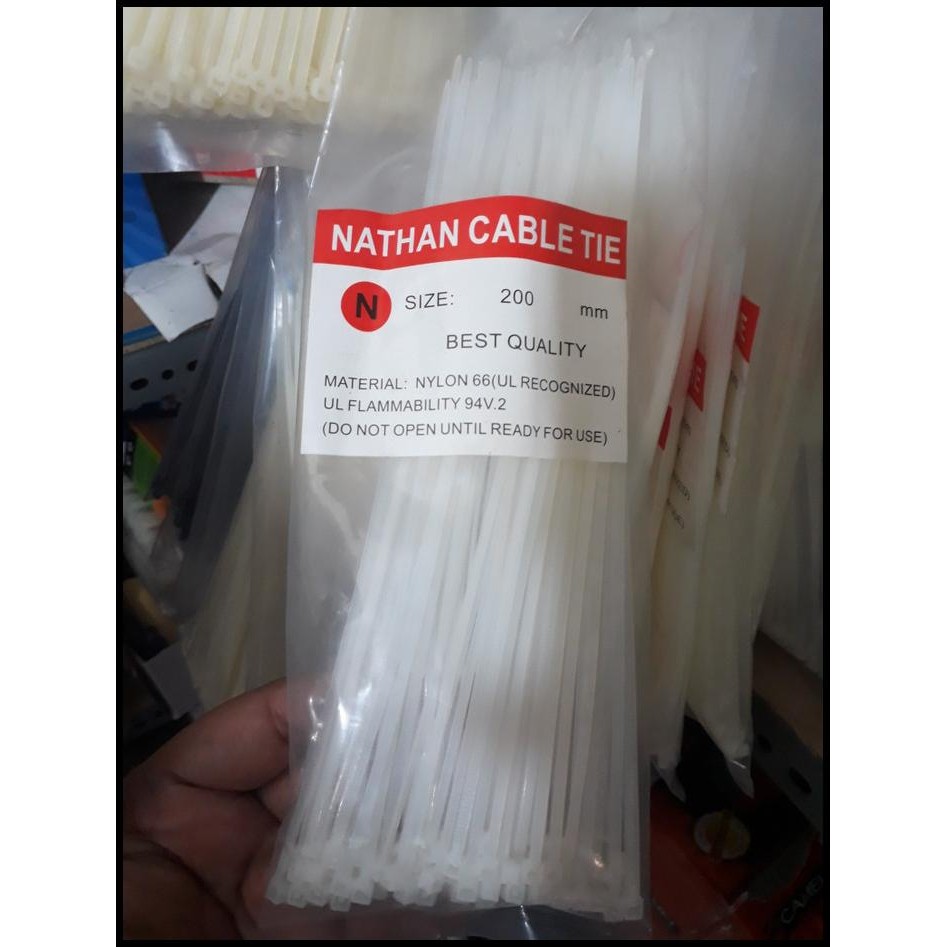 NATHAN CABLE TIE
N SIZE: 200 mm
BEST QUALITY
MATERIAL: NYLON 66(UL RECOGNIZED)
UL FLAMMABILITY 94V.2
(DO NOT OPEN UNTIL READY FOR USE)